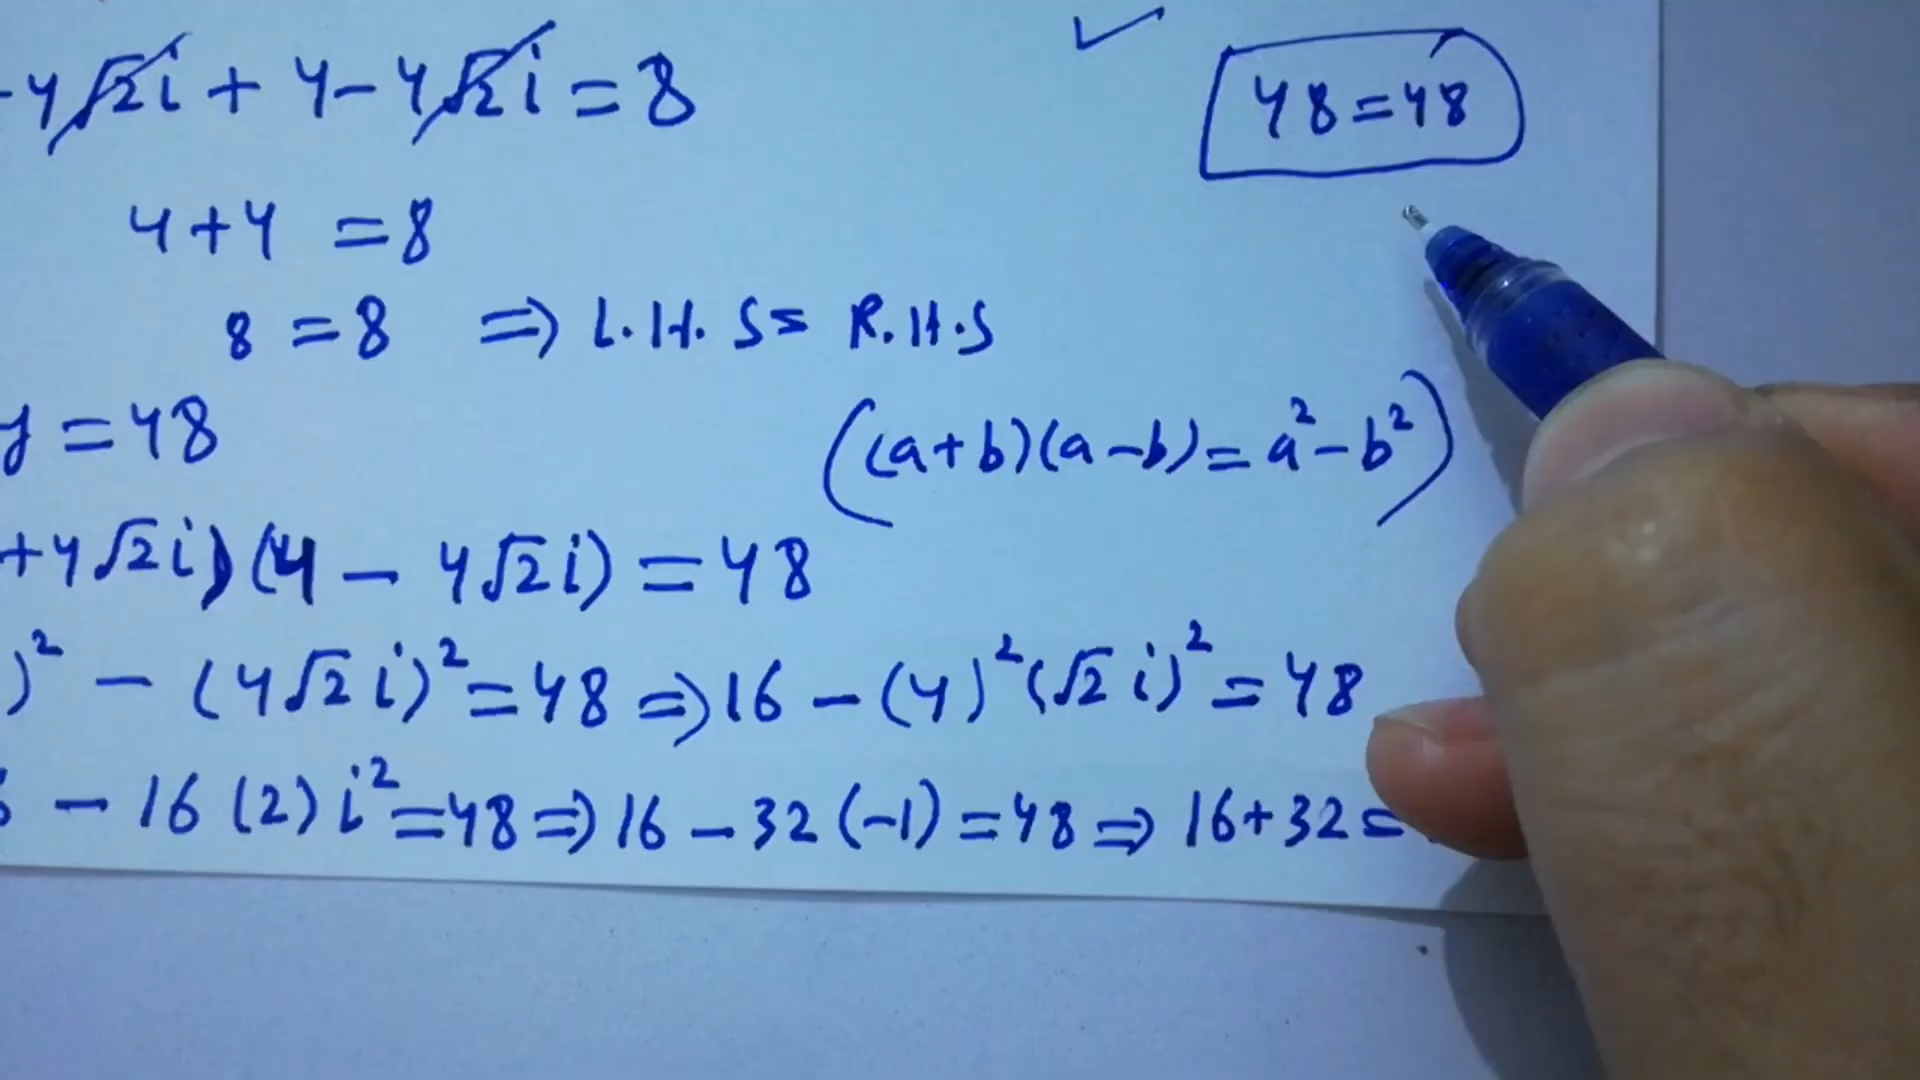 -4√2i + 4 - 4√2i = 8
48 = 48
4 + 4 = 8
8 = 8 ⇒ L.H.S = R.H.S
y = 48
((a+b)(a-b) = a² - b²)
+4√2i)(4 - 4√2i) = 48
)² - (4√2i)² = 48 ⇒ 16 - (4)²(√2i)² = 48
- 16(2)i² = 48 ⇒ 16 - 32(-1) = 48 ⇒ 16+32 =